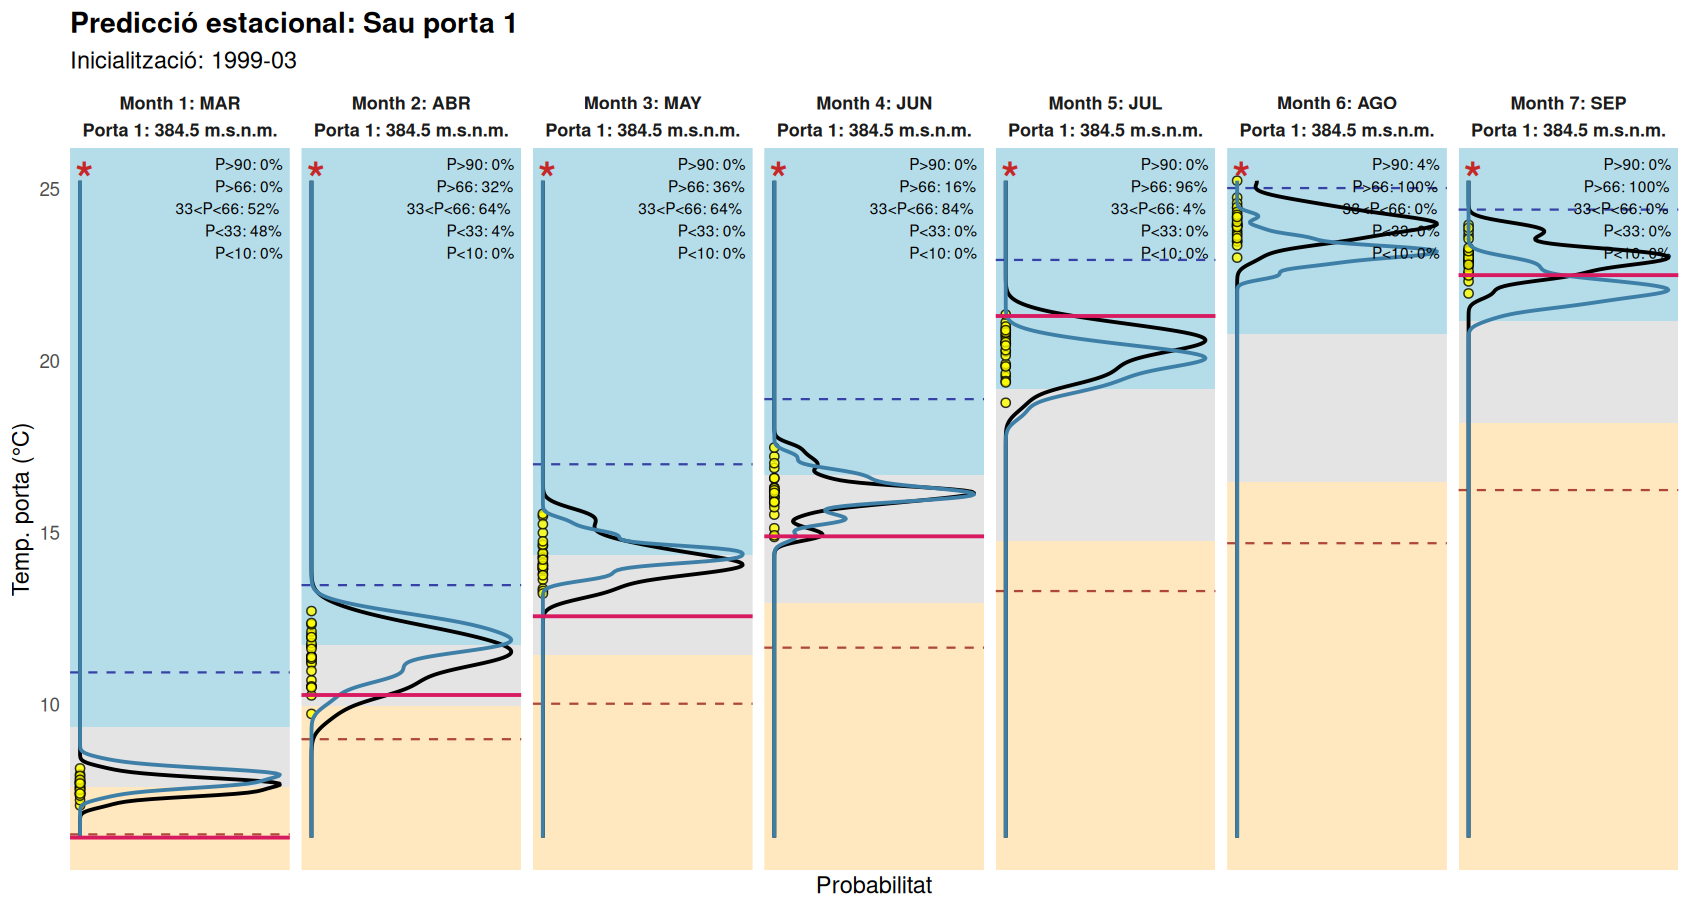 Predicció estacional: Sau porta 1
Inicialització: 1999-03
Month 1: MAR
Porta 1: 384.5 m.s.n.m.
Month 2: ABR
Porta 1: 384.5 m.s.n.m.
Month 3: MAY
Porta 1: 384.5 m.s.n.m.
Month 4: JUN
Porta 1: 384.5 m.s.n.m.
Month 5: JUL
Porta 1: 384.5 m.s.n.m.
Month 6: AGO
Porta 1: 384.5 m.s.n.m.
Month 7: SEP
Porta 1: 384.5 m.s.n.m.
*
P>90: 0%
P>66: 0%
33<P<66: 52%
P<33: 48%
P<10: 0%
*
P>90: 0%
P>66: 32%
33<P<66: 64%
P<33: 4%
P<10: 0%
*
P>90: 0%
P>66: 36%
33<P<66: 64%
P<33: 0%
P<10: 0%
*
P>90: 0%
P>66: 16%
33<P<66: 84%
P<33: 0%
P<10: 0%
*
P>90: 0%
P>66: 96%
33<P<66: 4%
P<33: 0%
P<10: 0%
*
P>90: 4%
P>66: 100%
33<P<66: 0%
P<33: 0%
P<10: 0%
*
P>90: 0%
P>66: 100%
33<P<66: 0%
P<33: 0%
P<10: 0%
25
20
15
10
Temp. porta (°C)
Probabilitat